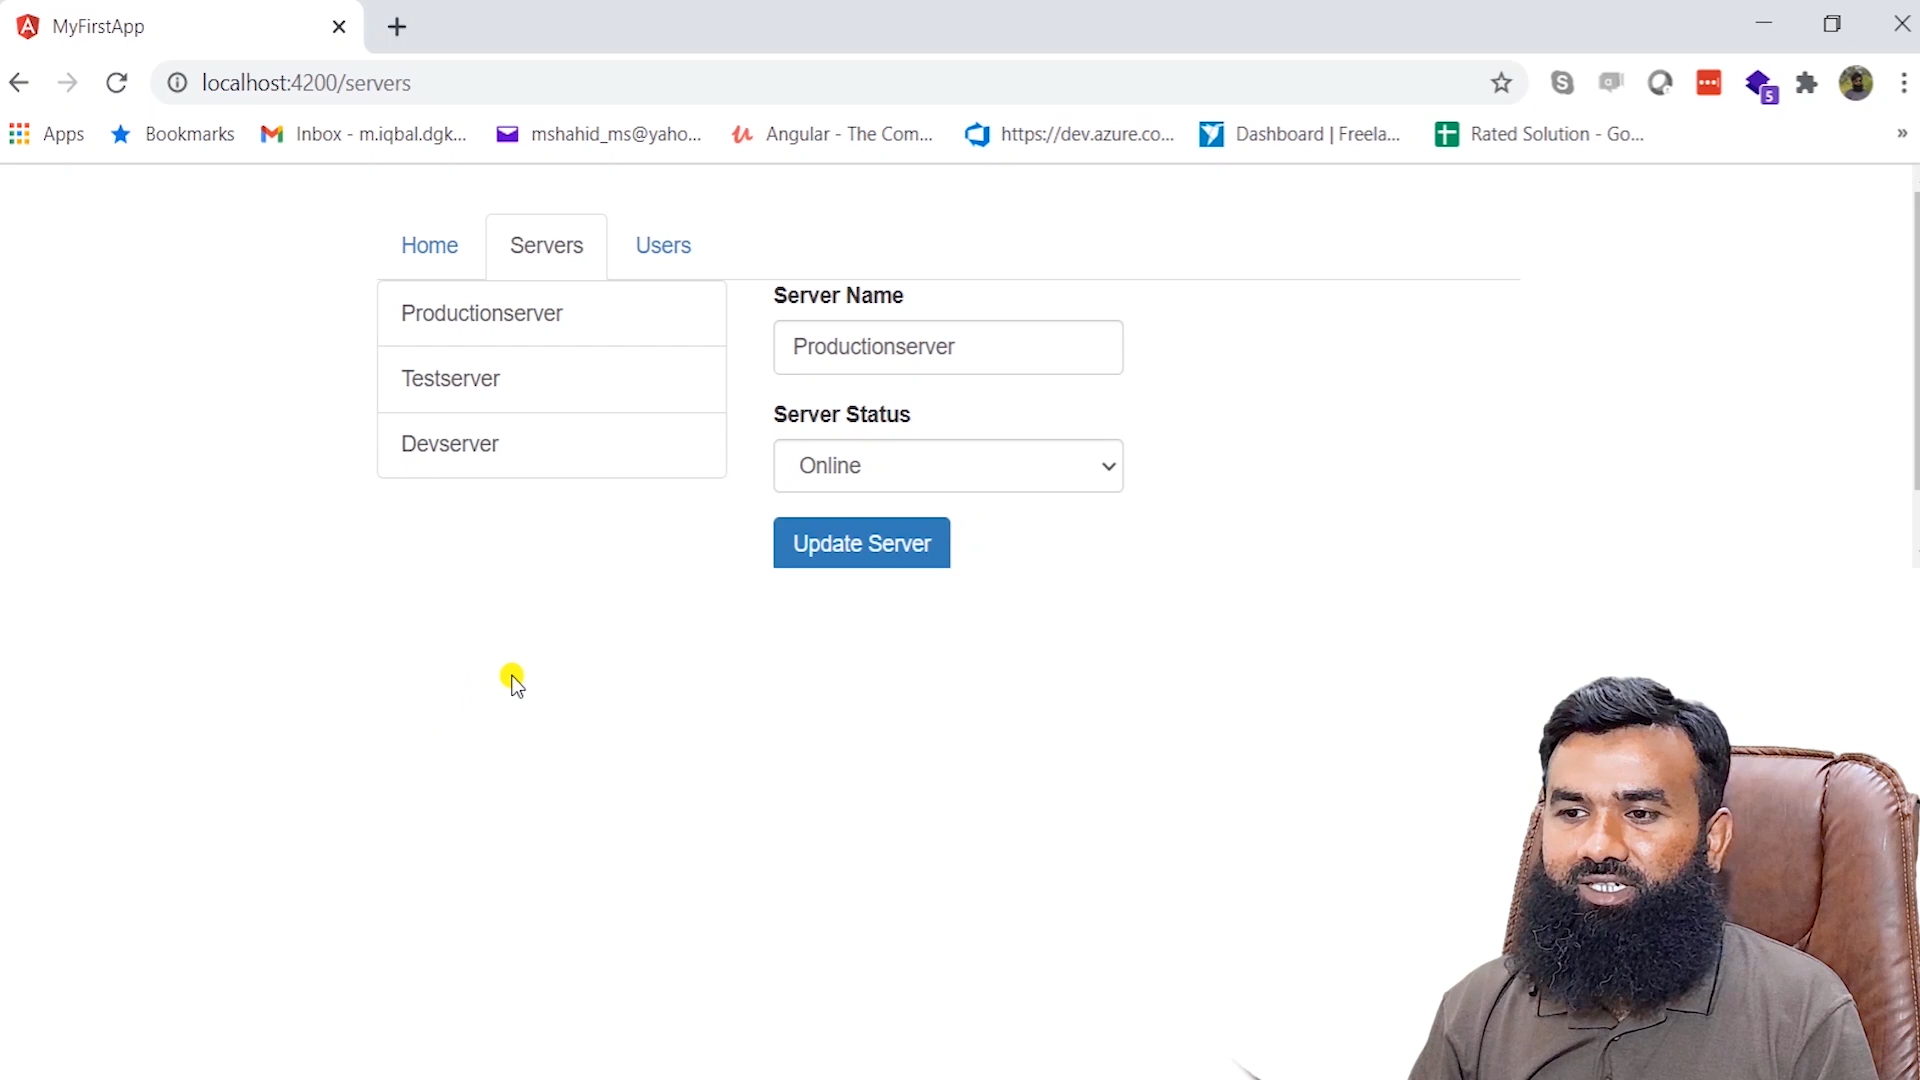 MyFirstApp
localhost:4200/servers
5
Apps Bookmarks Inbox - m.iqbal.dgk... mshahid_ms@yaho... Angular - The Com... https://dev.azure.co... Dashboard | Freela... Rated Solution - Go... »
Home Servers Users
Productionserver
Testserver
Devserver
Server Name
Productionserver
Server Status
Online
Update Server